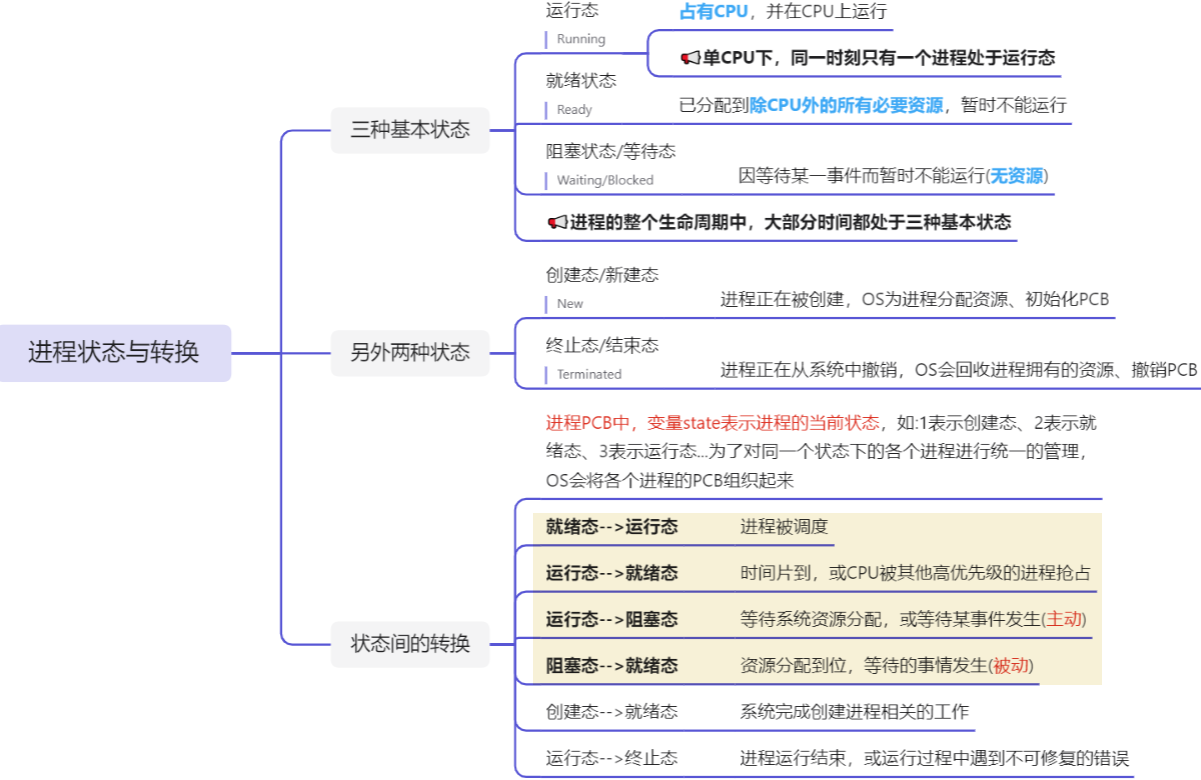 进程状态与转换
三种基本状态
运行态
Running
占有CPU，并在CPU上运行
单CPU下，同一时刻只有一个进程处于运行态
就绪状态
Ready
已分配到除CPU外的所有必要资源，暂时不能运行
阻塞状态/等待态
Waiting/Blocked
因等待某一事件而暂时不能运行(无资源)
进程的整个生命周期中，大部分时间都处于三种基本状态
另外两种状态
创建态/新建态
New
进程正在被创建，OS为进程分配资源、初始化PCB
终止态/结束态
Terminated
进程正在从系统中撤销，OS会回收进程拥有的资源、撤销PCB
状态间的转换
进程PCB中，变量state表示进程的当前状态，如:1表示创建态、2表示就
绪态、3表示运行态...为了对同一个状态下的各个进程进行统一的管理，
OS会将各个进程的PCB组织起来
就绪态-->运行态 进程被调度
运行态-->就绪态 时间片到，或CPU被其他高优先级的进程抢占
运行态-->阻塞态 等待系统资源分配，或等待某事件发生(主动)
阻塞态-->就绪态 资源分配到位，等待的事情发生(被动)
创建态-->就绪态 系统完成创建进程相关的工作
运行态-->终止态 进程运行结束，或运行过程中遇到不可修复的错误